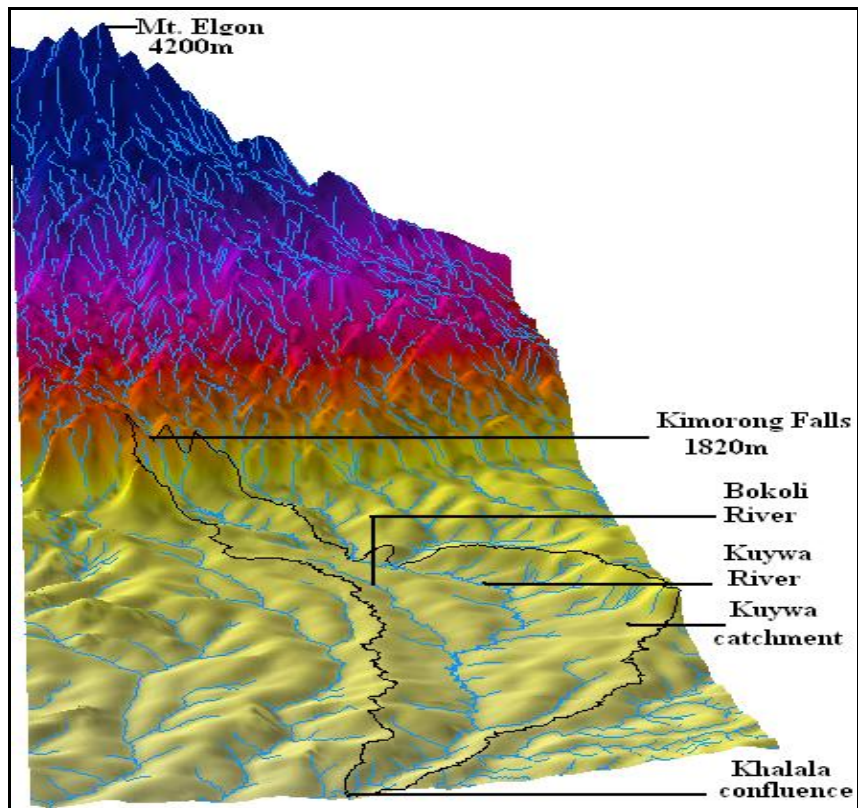 Mt. Elgon
4200m
Kimorong Falls
1820m
Bokoli
River
Kuywa
River
Kuywa
catchment
Khalala
confluence